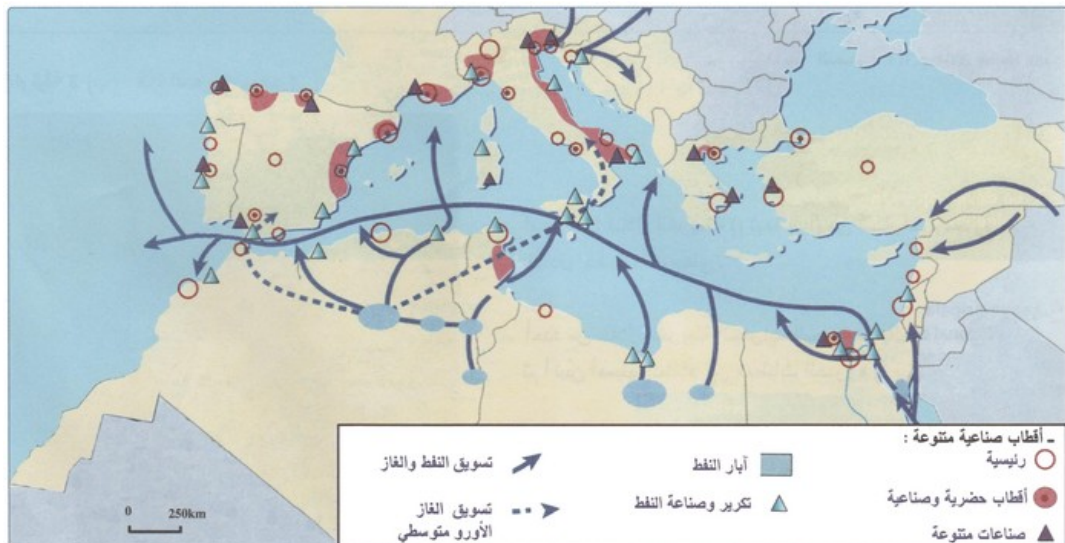 ـ أقطاب صناعية متنوعة :
رئيسية
أقطاب حضرية وصناعية
صناعات متنوعة
آبار النفط
تكرير وصناعة النفط
تسويق النفط والغاز
تسويق الغاز
الأورو متوسطي
0 250km